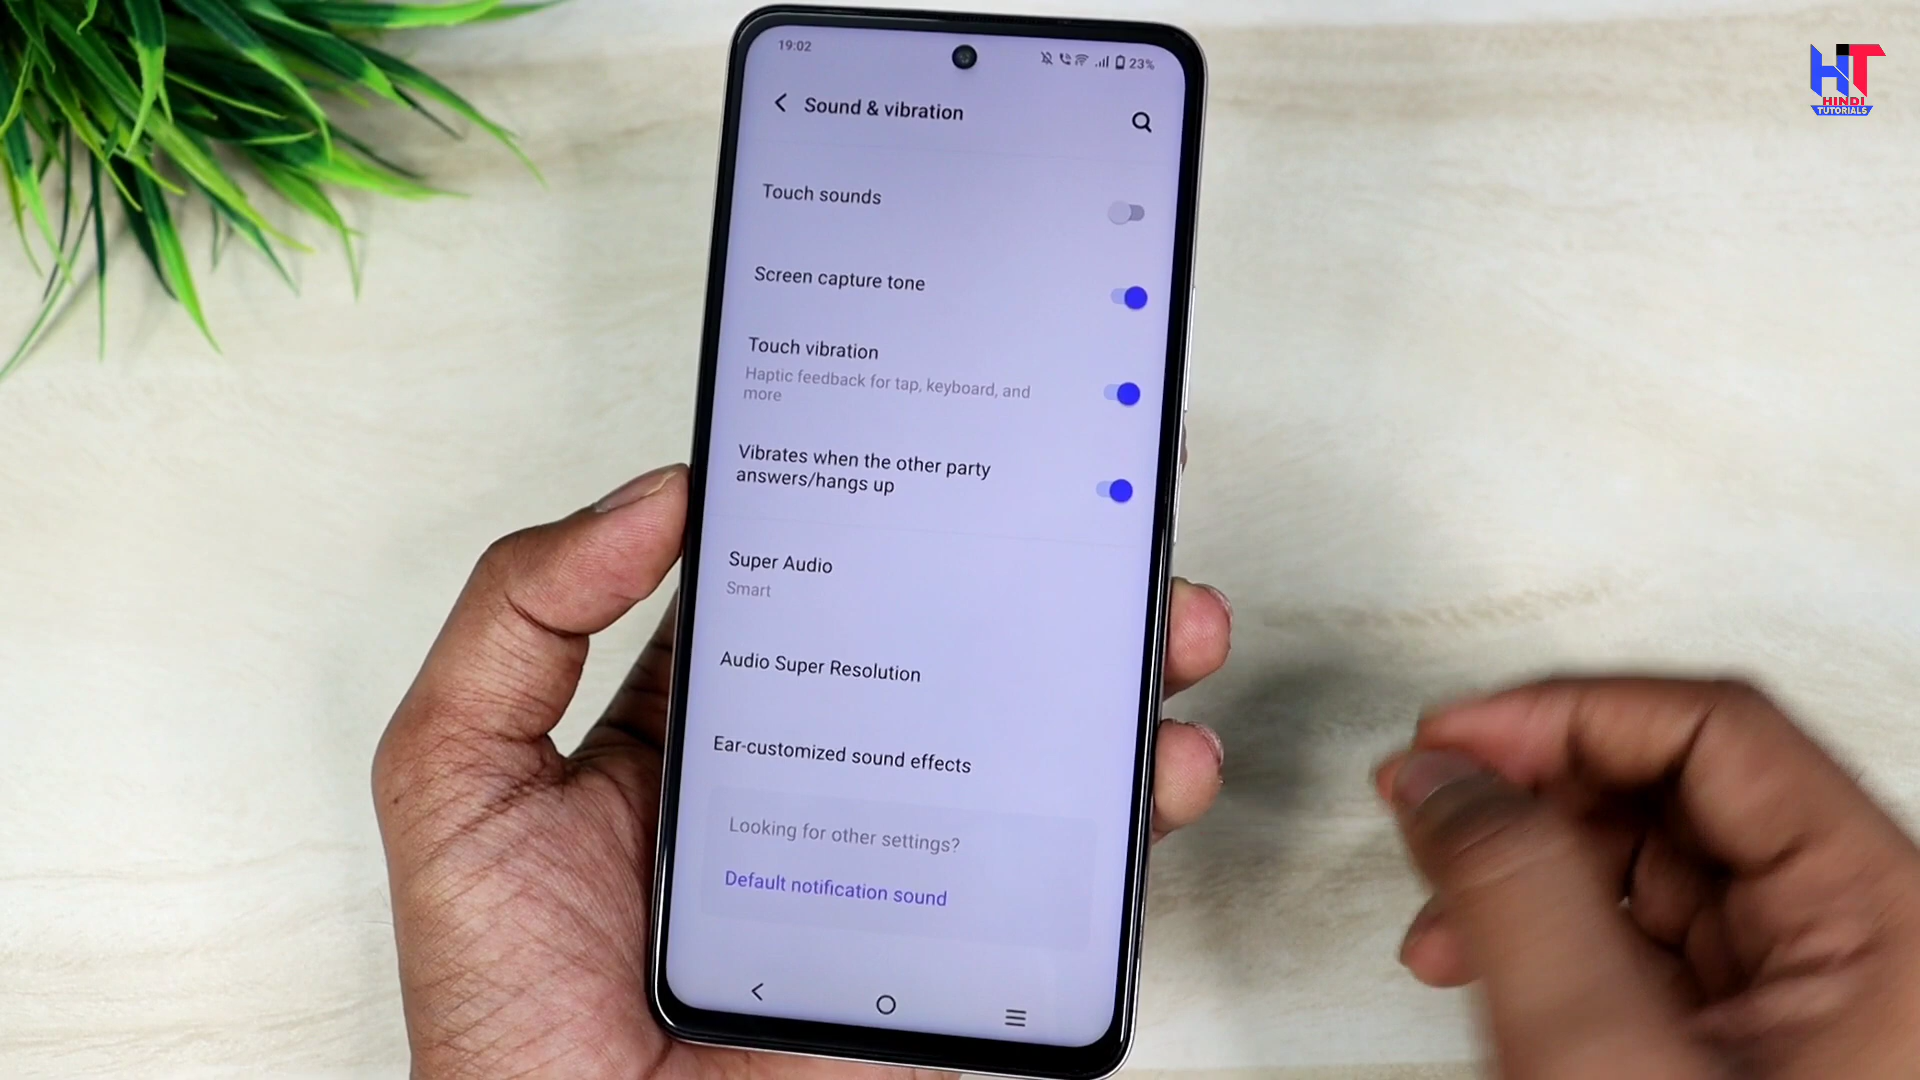 19:02
23%
HINDI
TUTORIALS
Sound & vibration
Touch sounds
Screen capture tone
Touch vibration
Haptic feedback for tap, keyboard, and
more
Vibrates when the other party
answers/hangs up
Super Audio
Smart
Audio Super Resolution
Ear-customized sound effects
Looking for other settings?
Default notification sound